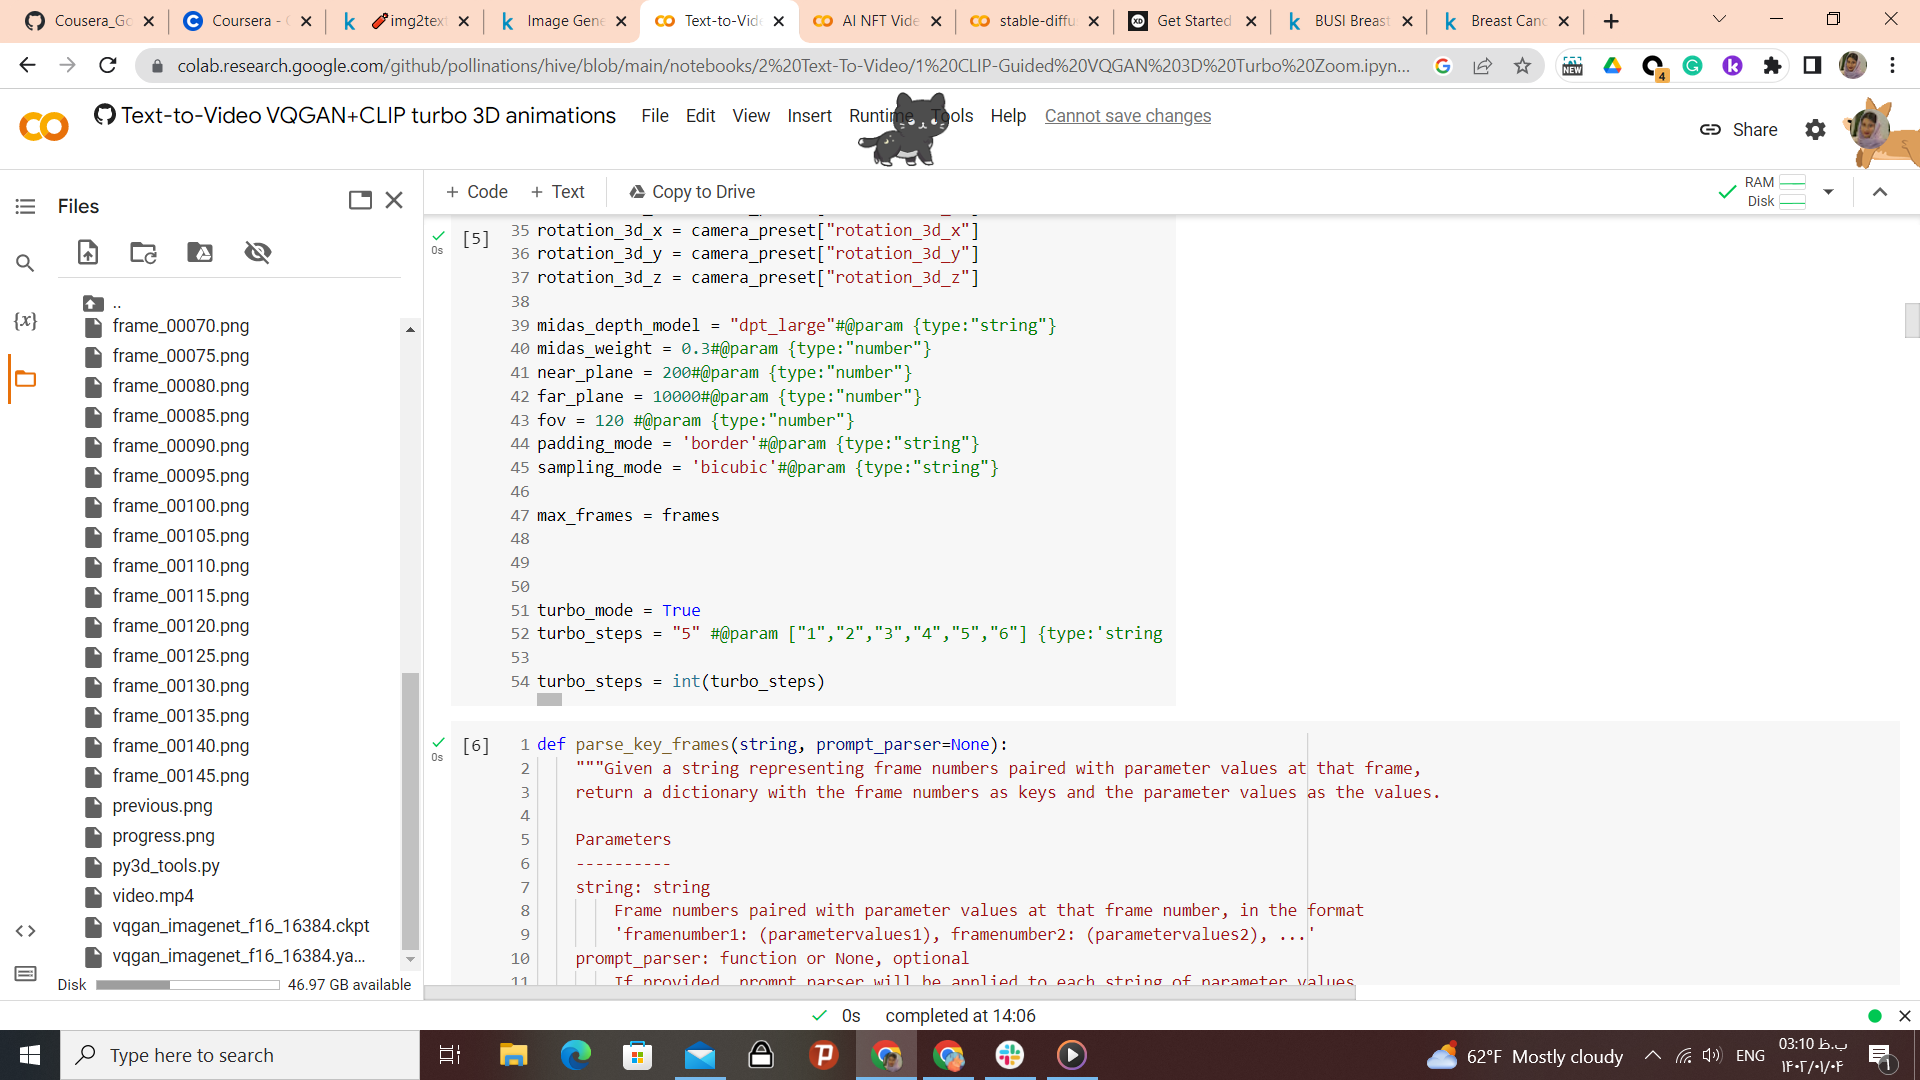 Cousera_Go
Coursera - 
img2text
Image Gene
Text-to-Vide
AI NFT Vide
stable-diffu
Get Started
BUSI Breast
Breast Canc
colab.research.google.com/github/pollinations/hive/blob/main/notebooks/2%20Text-To-Video/1%20CLIP-Guided%20VQGAN%203D%20Turbo%20Zoom.ipyn...
NEW
4
Text-to-Video VQGAN+CLIP turbo 3D animations
File Edit View Insert Runtime Tools Help Cannot save changes
Share
Files
+ Code + Text Copy to Drive
RAM
Disk
..
frame_00070.png
frame_00075.png
frame_00080.png
frame_00085.png
frame_00090.png
frame_00095.png
frame_00100.png
frame_00105.png
frame_00110.png
frame_00115.png
frame_00120.png
frame_00125.png
frame_00130.png
frame_00135.png
frame_00140.png
frame_00145.png
previous.png
progress.png
py3d_tools.py
video.mp4
vqgan_imagenet_f16_16384.ckpt
vqgan_imagenet_f16_16384.ya...
Disk 46.97 GB available
{x}
<>
0s
[5]
35 rotation_3d_x = camera_preset["rotation_3d_x"]
36 rotation_3d_y = camera_preset["rotation_3d_y"]
37 rotation_3d_z = camera_preset["rotation_3d_z"]
38
39 midas_depth_model = "dpt_large"#@param {type:"string"}
40 midas_weight = 0.3#@param {type:"number"}
41 near_plane = 200#@param {type:"number"}
42 far_plane = 10000#@param {type:"number"}
43 fov = 120 #@param {type:"number"}
44 padding_mode = 'border'#@param {type:"string"}
45 sampling_mode = 'bicubic'#@param {type:"string"}
46
47 max_frames = frames
48
49
50
51 turbo_mode = True
52 turbo_steps = "5" #@param ["1","2","3","4","5","6"] {type:'string
53
54 turbo_steps = int(turbo_steps)
0s
[6]
1 def parse_key_frames(string, prompt_parser=None):
2 """Given a string representing frame numbers paired with parameter values at that frame,
3 return a dictionary with the frame numbers as keys and the parameter values as the values.
4
5 Parameters
6 ----------
7 string: string
8 Frame numbers paired with parameter values at that frame number, in the format
9 'framenumber1: (parametervalues1), framenumber2: (parametervalues2), ...'
10 prompt_parser: function or None, optional
11 If provided, prompt_parser will be applied to each string of parameter values
0s completed at 14:06
Type here to search
62°F Mostly cloudy
ENG
03:10 ب.ظ
۱۴۰۲/۰۱/۰۴
1